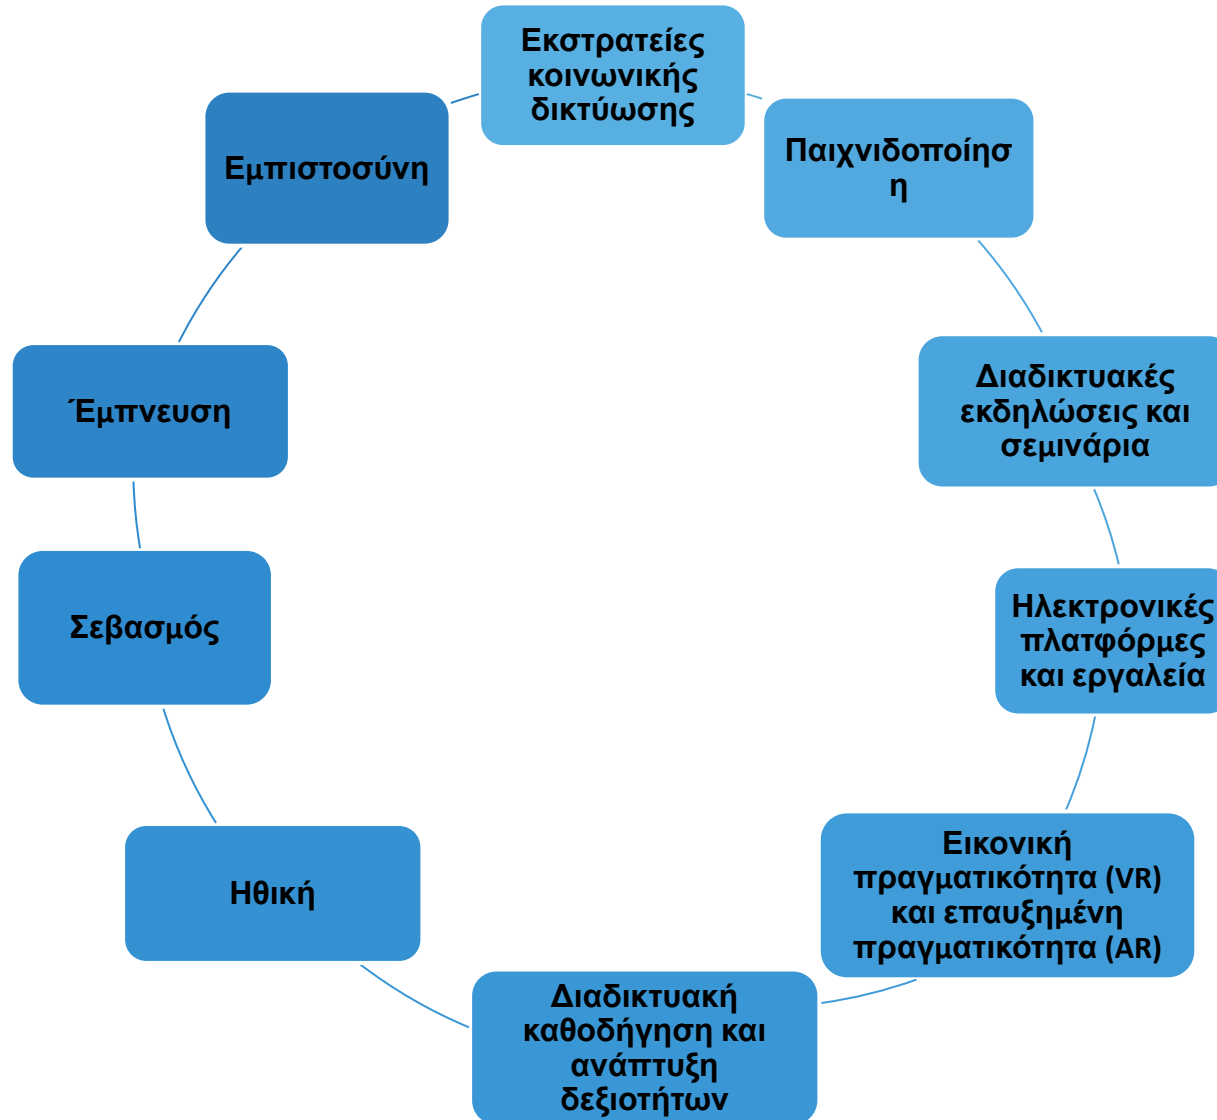 Εκστρατείες
κοινωνικής
δικτύωσης
Παιχνιδοποίησ
η
Διαδικτυακές
εκδηλώσεις και
σεμινάρια
Ηλεκτρονικές
πλατφόρμες
και εργαλεία
Εικονική
πραγματικότητα (VR)
και επαυξημένη
πραγματικότητα (AR)
Διαδικτυακή
καθοδήγηση και
ανάπτυξη
δεξιοτήτων
Ηθική
Σεβασμός
Έμπνευση
Εμπιστοσύνη